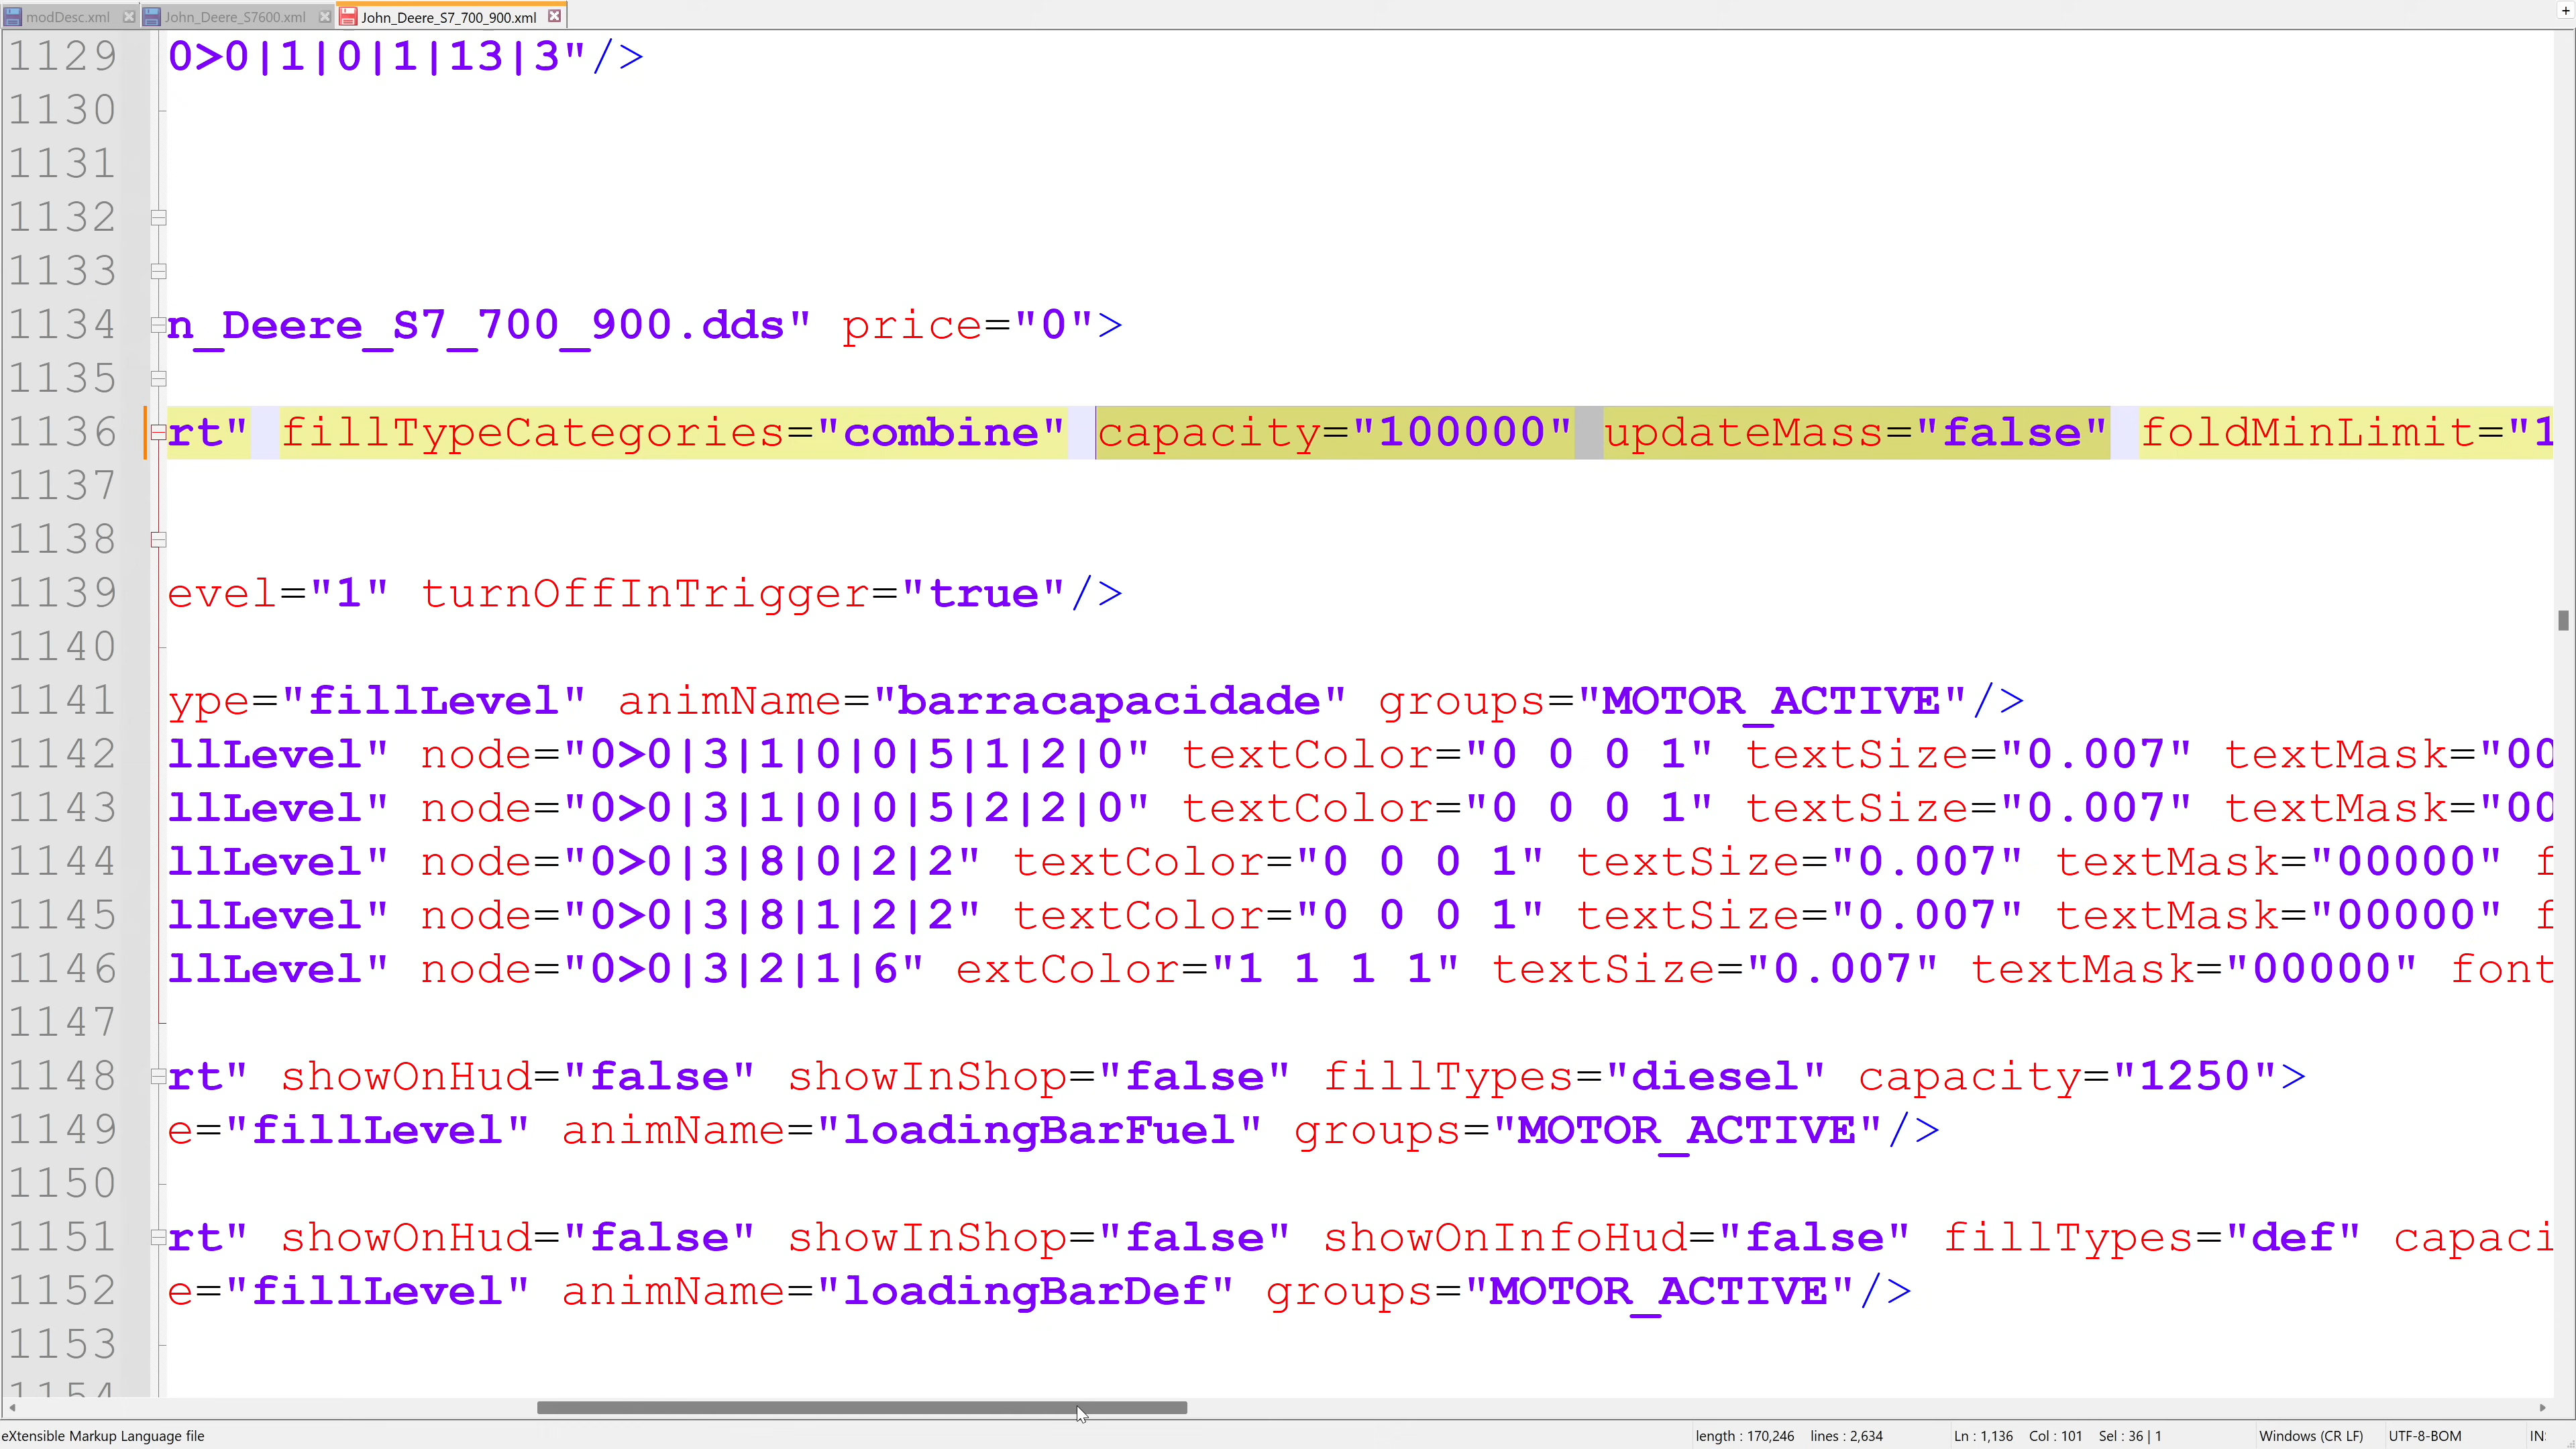 modDesc.xml John_Deere_S7600.xml John_Deere_S7_700_900.xml +
1129 0>0|1|0|1|13|3"/>
1130
1131
1132
1133
1134 n_Deere_S7_700_900.dds" price="0">
1135
1136 rt" fillTypeCategories="combine" capacity="100000" updateMass="false" foldMinLimit="1
1137
1138
1139 evel="1" turnOffInTrigger="true"/>
1140
1141 ype="fillLevel" animName="barracapacidade" groups="MOTOR_ACTIVE"/>
1142 llLevel" node="0>0|3|1|0|0|5|1|2|0" textColor="0 0 0 1" textSize="0.007" textMask="00
1143 llLevel" node="0>0|3|1|0|0|5|2|2|0" textColor="0 0 0 1" textSize="0.007" textMask="00
1144 llLevel" node="0>0|3|8|0|2|2" textColor="0 0 0 1" textSize="0.007" textMask="00000" f
1145 llLevel" node="0>0|3|8|1|2|2" textColor="0 0 0 1" textSize="0.007" textMask="00000" f
1146 llLevel" node="0>0|3|2|1|6" extColor="1 1 1 1" textSize="0.007" textMask="00000" font
1147
1148 rt" showOnHud="false" showInShop="false" fillTypes="diesel" capacity="1250">
1149 e="fillLevel" animName="loadingBarFuel" groups="MOTOR_ACTIVE"/>
1150
1151 rt" showOnHud="false" showInShop="false" showOnInfoHud="false" fillTypes="def" capaci
1152 e="fillLevel" animName="loadingBarDef" groups="MOTOR_ACTIVE"/>
1153
1154
eXtensible Markup Language file length : 170,246 lines : 2,634 Ln : 1,136 Col : 101 Sel : 36 | 1 Windows (CR LF) UTF-8-BOM IN